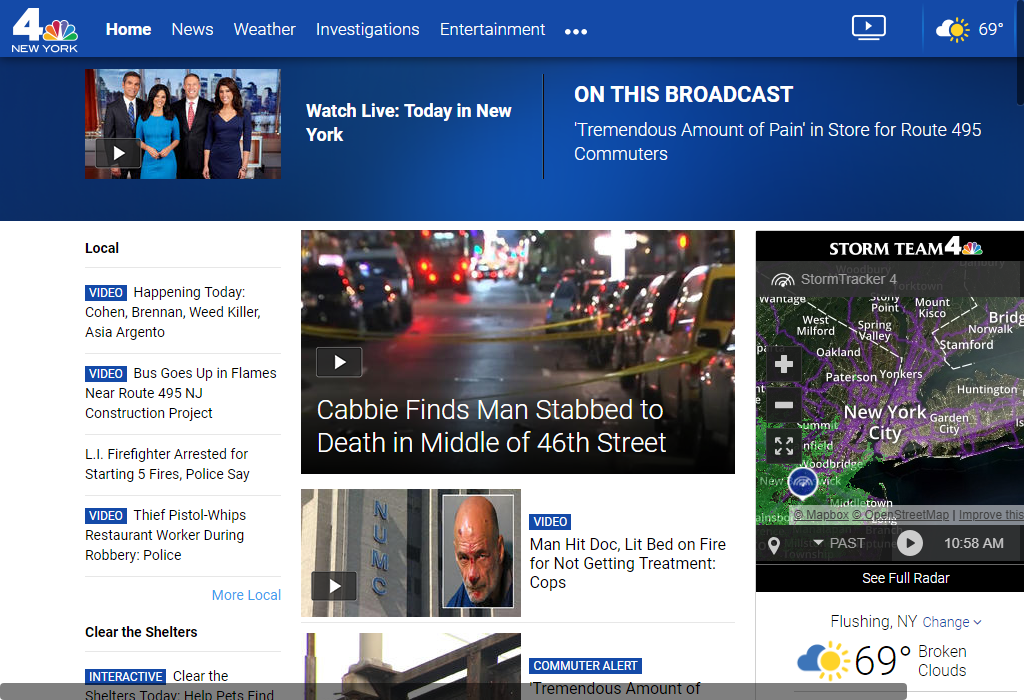 4
NEW YORK
Home News Weather Investigations Entertainment
69°
Watch Live: Today in New
York
ON THIS BROADCAST
'Tremendous Amount of Pain' in Store for Route 495
Commuters
Local
VIDEO Happening Today:
Cohen, Brennan, Weed Killer,
Asia Argento
VIDEO Bus Goes Up in Flames
Near Route 495 NJ
Construction Project
L.I. Firefighter Arrested for
Starting 5 Fires, Police Say
VIDEO Thief Pistol-Whips
Restaurant Worker During
Robbery: Police
More Local
Clear the Shelters
INTERACTIVE Clear the
Shelters Today: Help Pets Find
Cabbie Finds Man Stabbed to
Death in Middle of 46th Street
NUMC
VIDEO
Man Hit Doc, Lit Bed on Fire
for Not Getting Treatment:
Cops
COMMUTER ALERT
'Tremendous Amount of
STORM TEAM 4
StormTracker 4
Woodbury
Yorktown
Wantage
Stony
Point
Mount
Kisco
Bridg
West
Milford
Spring
Valley
Norwalk
Stamford
Oakland
Paterson
Yonkers
Huntington
New York
City
Garden
City
Summit
nfield
Woodbridge
New wick
Middletown
Long
© Mapbox © OpenStreetMap | Improve this
PAST
10:58 AM
See Full Radar
Flushing, NY Change
69° Broken
Clouds